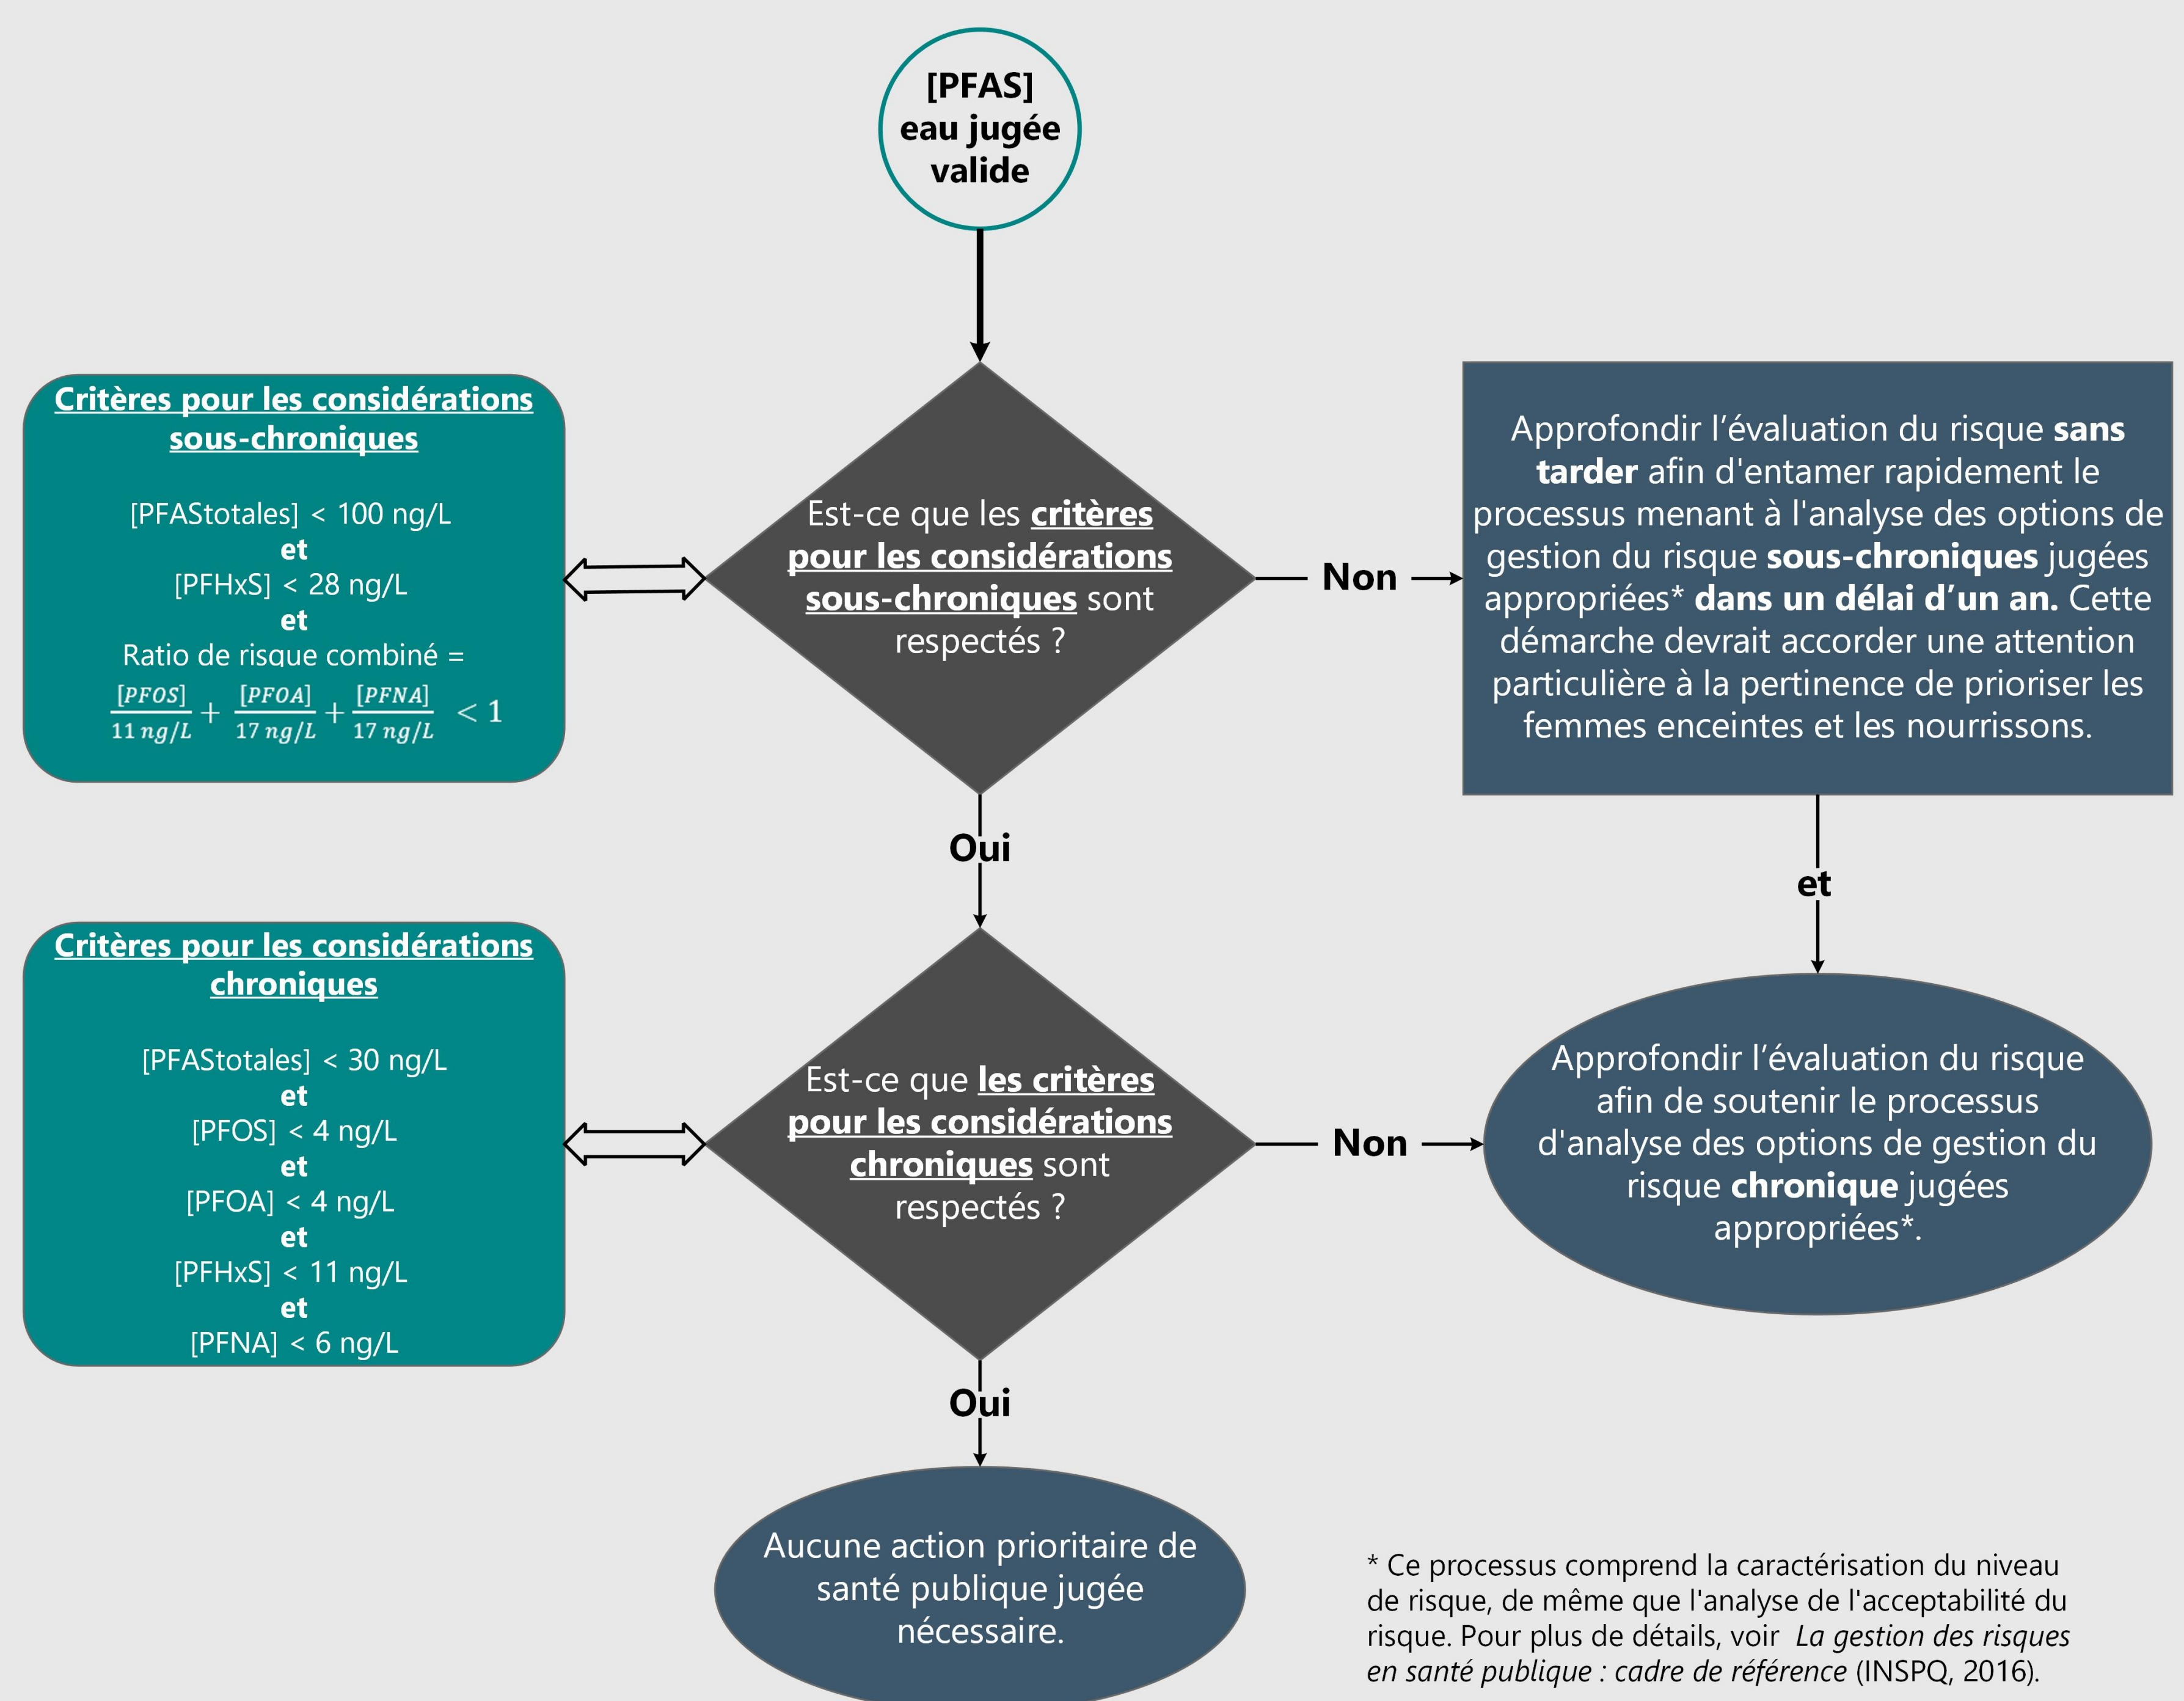 [PFAS]
eau jugée
valide
Critères pour les considérations
sous-chroniques
[PFAStotales] < 100 ng/L
et
[PFHxS] < 28 ng/L
et
Ratio de risque combiné =
[PFOS]/11 ng/L + [PFOA]/17 ng/L + [PFNA]/17 ng/L < 1
Est-ce que les critères
pour les considérations
sous-chroniques sont
respectés ?
Non
Approfondir l’évaluation du risque sans
tarder afin d'entamer rapidement le
processus menant à l'analyse des options de
gestion du risque sous-chroniques jugées
appropriées* dans un délai d’un an. Cette
démarche devrait accorder une attention
particulière à la pertinence de prioriser les
femmes enceintes et les nourrissons.
Oui
et
Critères pour les considérations
chroniques
[PFAStotales] < 30 ng/L
et
[PFOS] < 4 ng/L
et
[PFOA] < 4 ng/L
et
[PFHxS] < 11 ng/L
et
[PFNA] < 6 ng/L
Est-ce que les critères
pour les considérations
chroniques sont
respectés ?
Non
Approfondir l’évaluation du risque
afin de soutenir le processus
d'analyse des options de gestion du
risque chronique jugées
appropriées*.
Oui
Aucune action prioritaire de
santé publique jugée
nécessaire.
* Ce processus comprend la caractérisation du niveau
de risque, de même que l'analyse de l'acceptabilité du
risque. Pour plus de détails, voir La gestion des risques
en santé publique : cadre de référence (INSPQ, 2016).